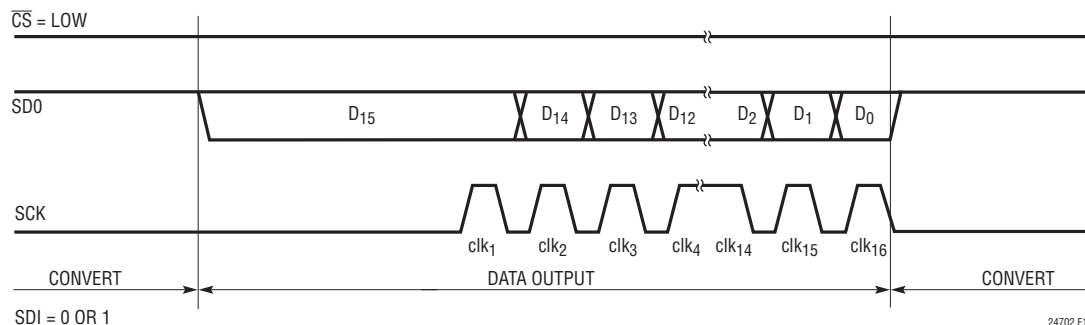 CS = LOW
SD0
D15 D14 D13 D12 D2 D1 D0
SCK
clk1 clk2 clk3 clk4 clk14 clk15 clk16
CONVERT DATA OUTPUT CONVERT
SDI = 0 OR 1
24702 F1